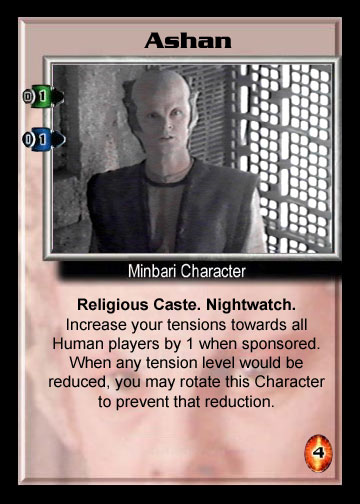 Ashan
D 1
D 1
Minbari Character
Religious Caste. Nightwatch.
Increase your tensions towards all
Human players by 1 when sponsored.
When any tension level would be
reduced, you may rotate this Character
to prevent that reduction.
4